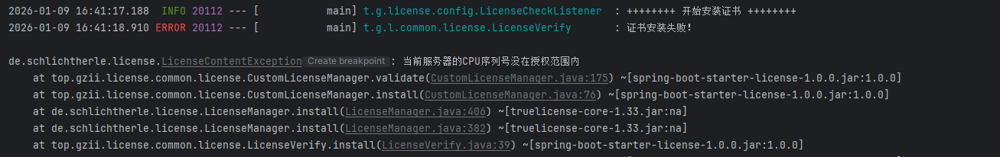 2026-01-09 16:41:17.188  INFO 20112 --- [           main] t.g.license.config.LicenseCheckListener  : ++++++++ 开始安装证书 ++++++++
2026-01-09 16:41:18.910 ERROR 20112 --- [           main] t.g.l.common.license.LicenseVerify       : 证书安装失败!
de.schlichtherle.license.LicenseContentException Create breakpoint : 当前服务器的CPU序列号没在授权范围内
    at top.gzii.license.common.license.CustomLicenseManager.validate(CustomLicenseManager.java:175) ~[spring-boot-starter-license-1.0.0.jar:1.0.0]
    at top.gzii.license.common.license.CustomLicenseManager.install(CustomLicenseManager.java:76) ~[spring-boot-starter-license-1.0.0.jar:1.0.0]
    at de.schlichtherle.license.LicenseManager.install(LicenseManager.java:406) ~[truelicense-core-1.33.jar:na]
    at de.schlichtherle.license.LicenseManager.install(LicenseManager.java:382) ~[truelicense-core-1.33.jar:na]
    at top.gzii.license.common.license.LicenseVerify.install(LicenseVerify.java:39) ~[spring-boot-starter-license-1.0.0.jar:1.0.0]